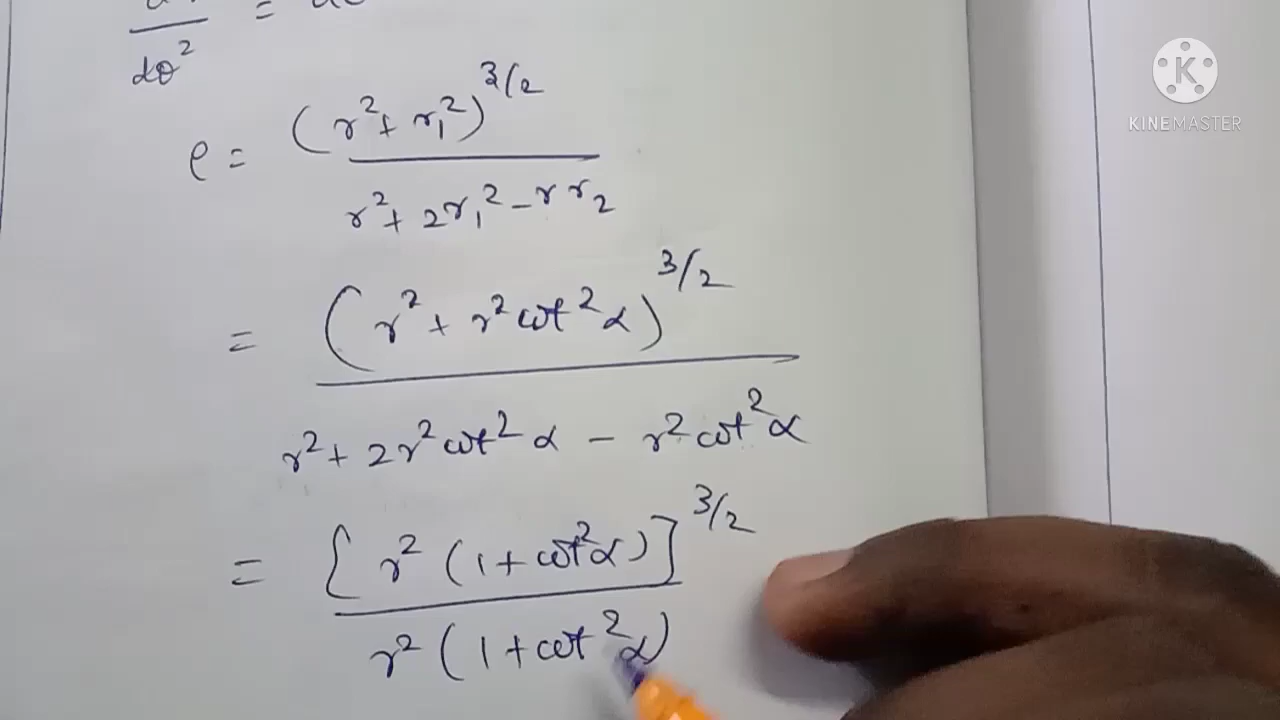 dθ² =
ρ = (r² + r₁²)^3/2
r² + 2r₁² − r r₂
= (r² + r² cot²α)^3/2
r² + 2r² cot²α − r² cot²α
= [r² (1 + cot²α)]^3/2
r² (1 + cot²α)
KINEMASTER